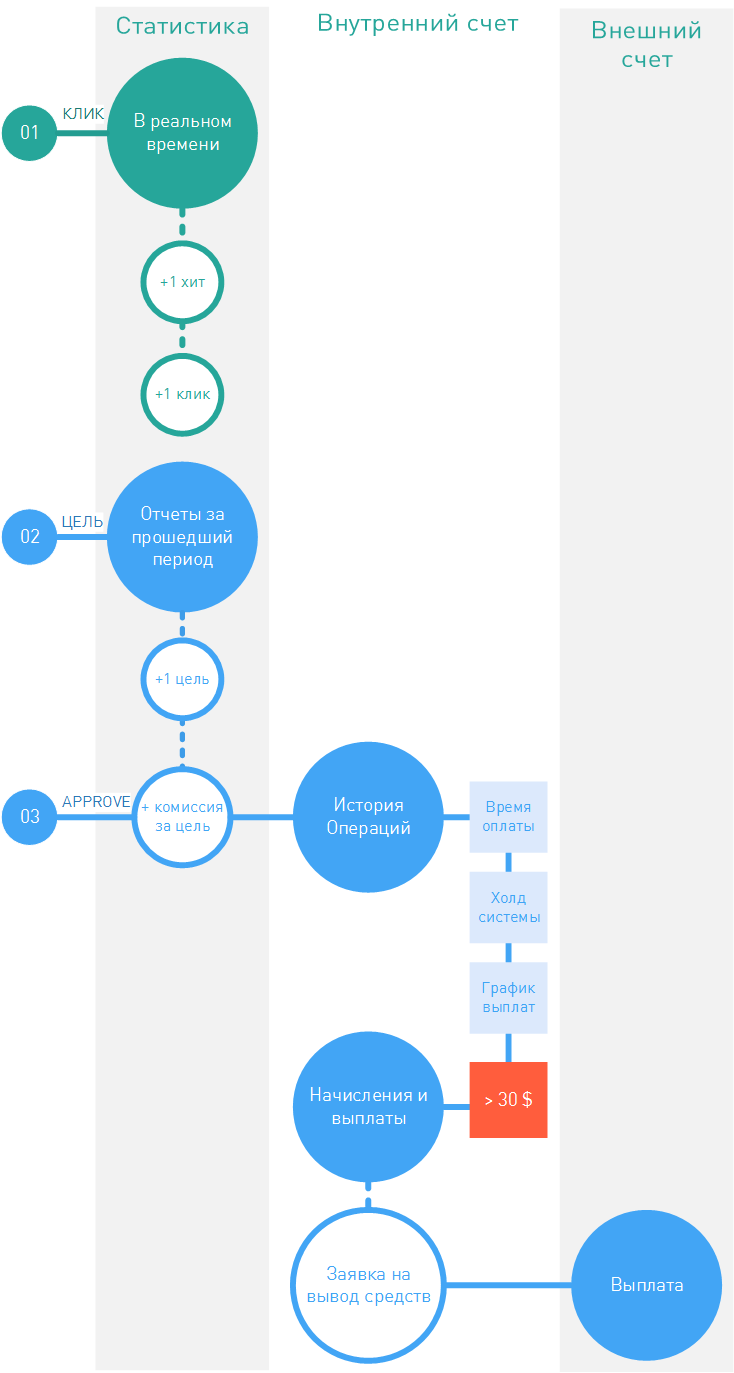 Статистика
Внутренний счет
Внешний
счет
КЛИК
01
В реальном
времени
+1 хит
+1 клик
ЦЕЛЬ
02
Отчеты за
прошедший
период
+1 цель
APPROVE
03
+ комиссия
за цель
История
Операций
Время
оплаты
Холд
системы
График
выплат
Начисления и
выплаты
> 30 $
Заявка на
вывод средств
Выплата